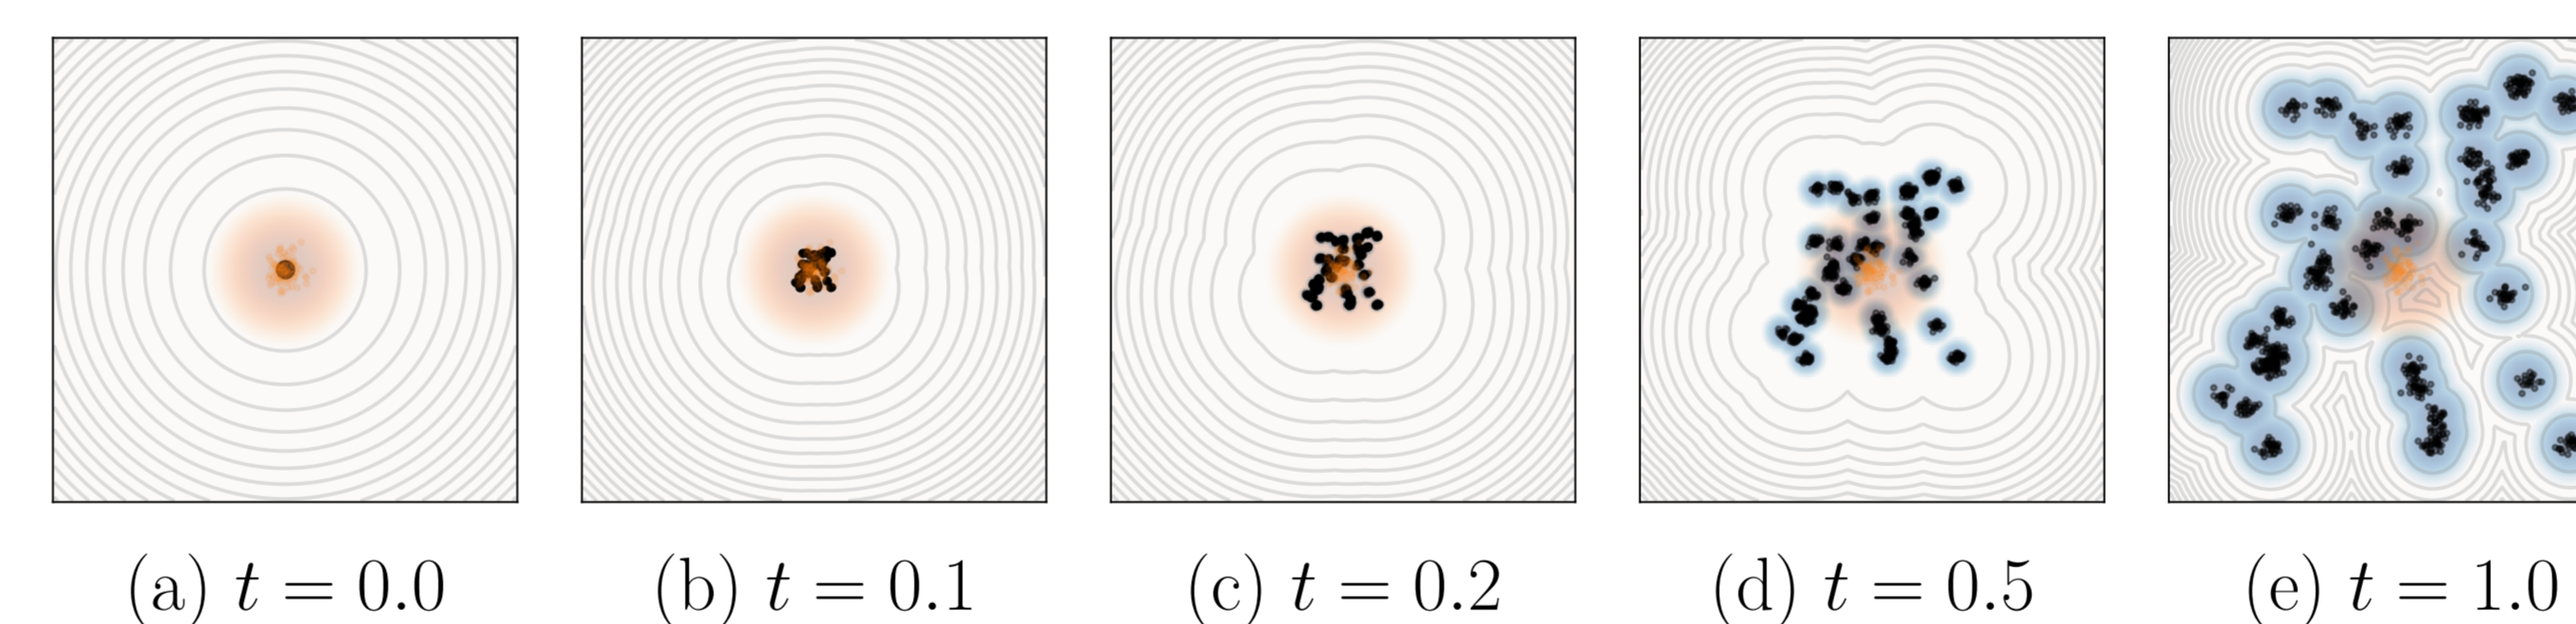 (a) t = 0.0 (b) t = 0.1 (c) t = 0.2 (d) t = 0.5 (e) t = 1.0